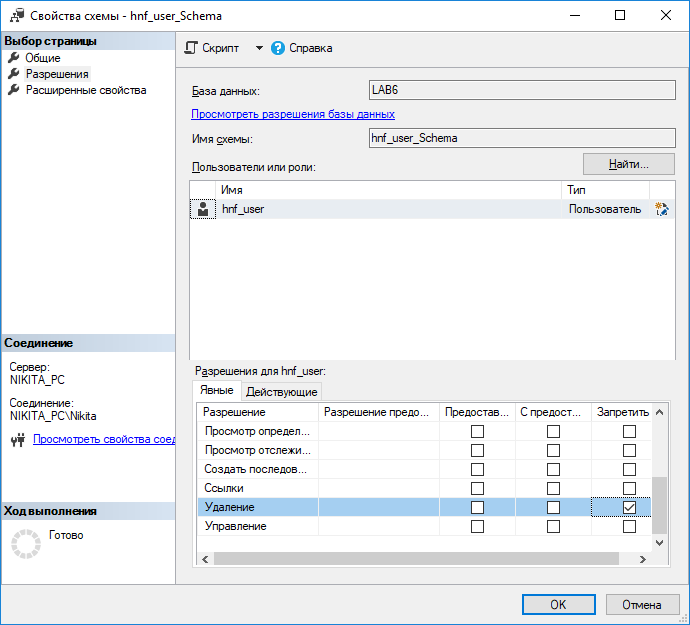 Свойства схемы - hnf_user_Schema
Выбор страницы
Общие
Разрешения
Расширенные свойства
Скрипт
Справка
База данных:
LAB6
Просмотреть разрешения базы данных
Имя схемы:
hnf_user_Schema
Пользователи или роли:
Найти...
Имя
Тип
hnf_user
Пользователь
Соединение
Сервер:
NIKITA_PC
Соединение:
NIKITA_PC\Nikita
Просмотреть свойства соед
Ход выполнения
Готово
Разрешения для hnf_user:
Явные
Действующие
Разрешение
Разрешение предо...
Предостав...
С предост...
Запретить
Просмотр определ...
Просмотр отслежи...
Создать последов...
Ссылки
Удаление
Управление
OK
Отмена